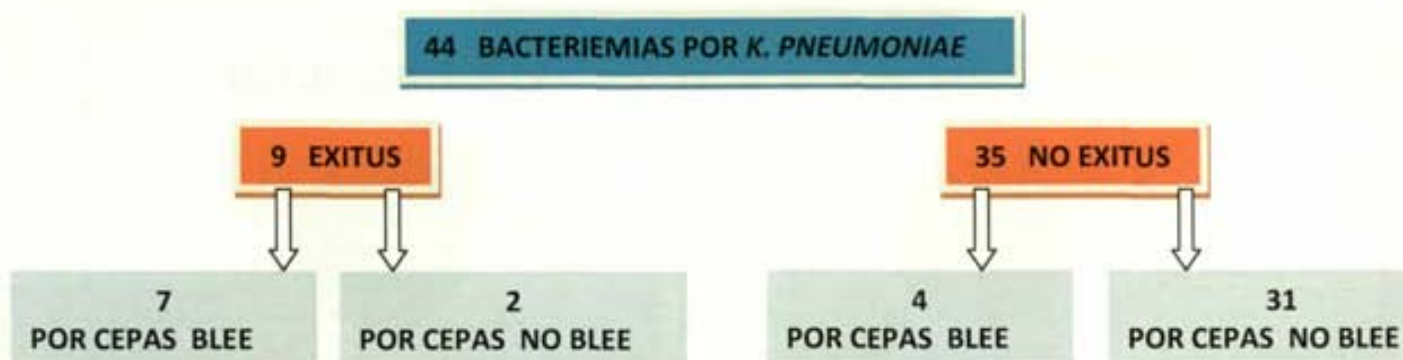 44 BACTERIEMIAS POR K. PNEUMONIAE
9 EXITUS
35 NO EXITUS
7
POR CEPAS BLEE
2
POR CEPAS NO BLEE
4
POR CEPAS BLEE
31
POR CEPAS NO BLEE